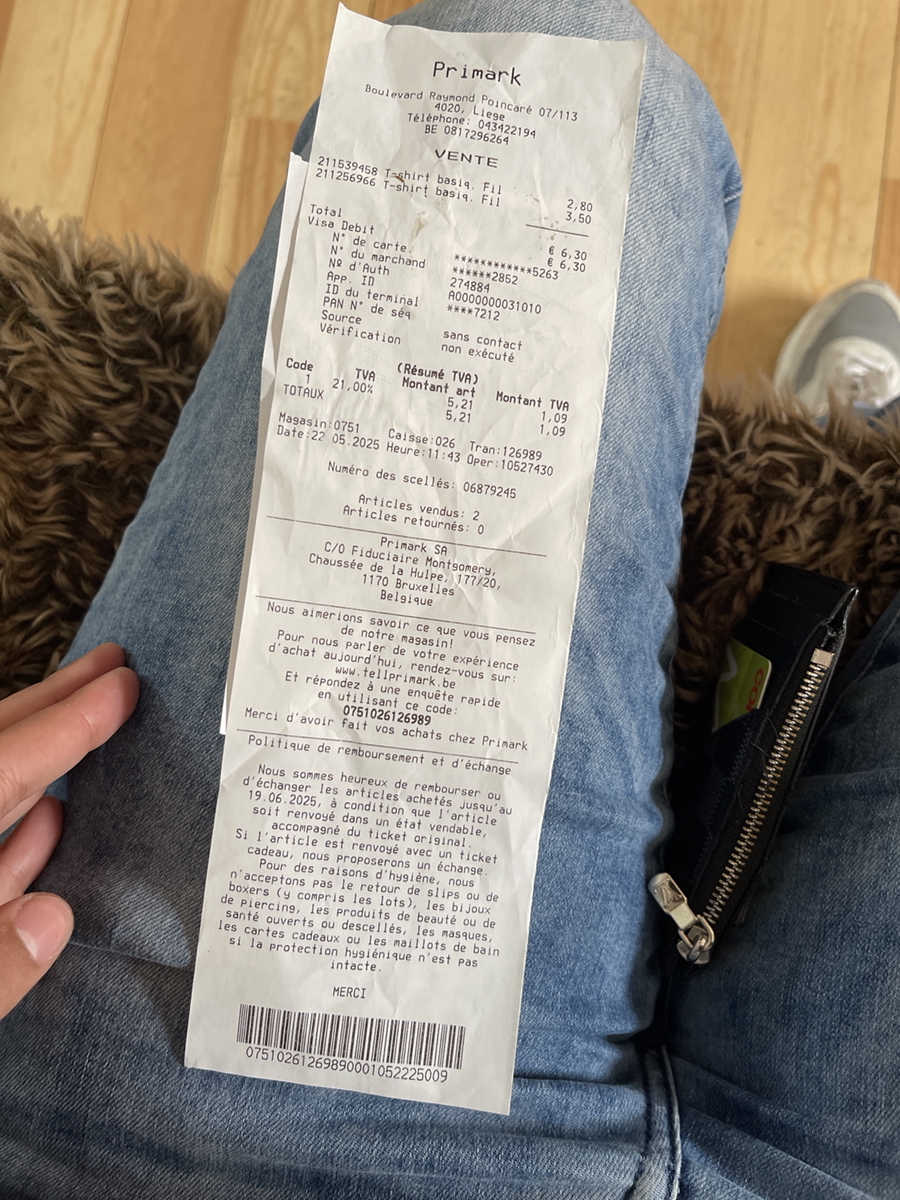 Primark
Boulevard Raymond Poincaré 07/113
4020, Liege
Téléphone: 043422194
BE 0817296264
VENTE
211539458 T-shirt basiq. Fil 2,80
211256966 T-shirt basiq. Fil 3,50
Total € 6,30
Visa Debit € 6,30
N° de carte ************5263
N° du marchand ******2852
Nº d'Auth 274884
App. ID A0000000031010
ID du terminal ****7212
PAN N° de séq
Source sans contact
Vérification non exécuté
(Résumé TVA)
Code TVA Montant art Montant TVA
1 21,00% 5,21 1,09
TOTAUX 5,21 1,09
Magasin:0751 Caisse:026 Tran:126989
Date:22 05.2025 Heure:11:43 Oper:10527430
Numéro des scellés: 06879245
Articles vendus: 2
Articles retournés: 0
Primark SA
C/O Fiduciaire Montgomery,
Chaussée de la Hulpe, 177/20,
1170 Bruxelles
Belgique
Nous aimerions savoir ce que vous pensez
de notre magasin!
Pour nous parler de votre expérience
d'achat aujourd'hui, rendez-vous sur:
www.tellprimark.be
Et répondez à une enquête rapide
en utilisant ce code:
0751026126989
Merci d'avoir fait vos achats chez Primark
Politique de remboursement et d'échange
Nous sommes heureux de rembourser ou
d'échanger les articles achetés jusqu'au
19.06.2025, à condition que l'article
soit renvoyé dans un état vendable,
accompagné du ticket original.
Si l'article est renvoyé avec un ticket
cadeau, nous proposerons un échange.
Pour des raisons d'hygiène, nous
n'acceptons pas le retour de slips ou de
boxers (y compris les lots), les bijoux
de piercing, les produits de beauté ou de
santé ouverts ou descellés, les masques,
les cartes cadeaux ou les maillots de bain
si la protection hygiénique n'est pas
intacte.
MERCI
07510261269890001052225009